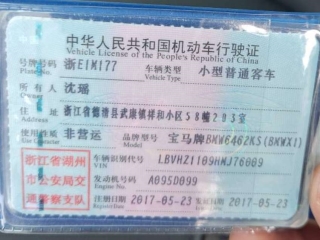 中华人民共和国机动车行驶证
Vehicle License of the People's Republic of China
号牌号码 浙E1M177 车辆类型 小型普通客车
Plate No. Vehicle Type
所有人 沈瑶
Owner
住址 浙江省德清县武康镇祥和小区58幢203室
Address
使用性质 非营运 品牌型号 宝马牌BMW6462KS(BMWX1)
Use Character Model
浙江省湖州 车辆识别代号 LBVHZ1109HMJ76009
VIN
市公安局交 发动机号码 A095D099
Engine No.
通警察支队 注册日期 2017-05-23 发证日期 2017-05-23
Register Date Issue Date